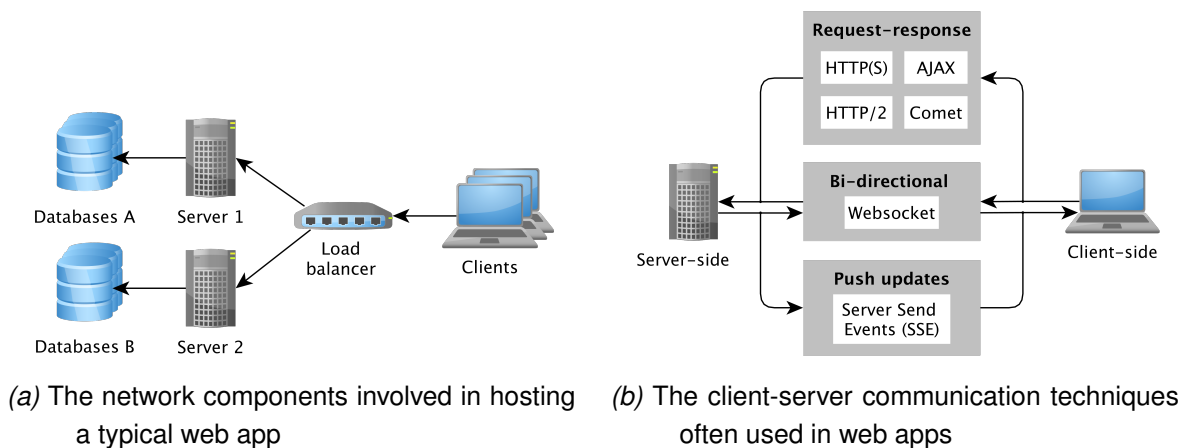 Databases A
Server 1
Databases B
Server 2
Load
balancer
Clients
(a) The network components involved in hosting
a typical web app
Request-response
HTTP(S)
AJAX
HTTP/2
Comet
Bi-directional
Websocket
Push updates
Server Send
Events (SSE)
Server-side
Client-side
(b) The client-server communication techniques
often used in web apps